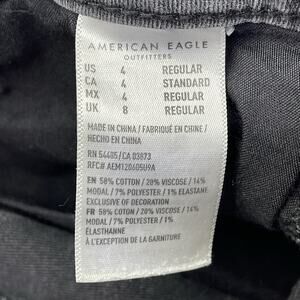 AMERICAN EAGLE
OUTFITTERS
US 4 REGULAR
CA 4 STANDARD
MX 4 REGULAR
UK 8 REGULAR
MADE IN CHINA / FABRIQUÉ EN CHINE /
HECHO EN CHINA
RN 54485/CA 03873
RFC# AEM120605U9A
EN 58% COTTON / 20% VISCOSE / 14%
MODAL / 7% POLYESTER / 1% ELASTANE
EXCLUSIVE OF DECORATION
FR 58% COTON / 20% VISCOSE / 14%
MODAL / 7% POLYESTER / 1%
ÉLASTHANNE
À L'EXCEPTION DE LA GARNITURE